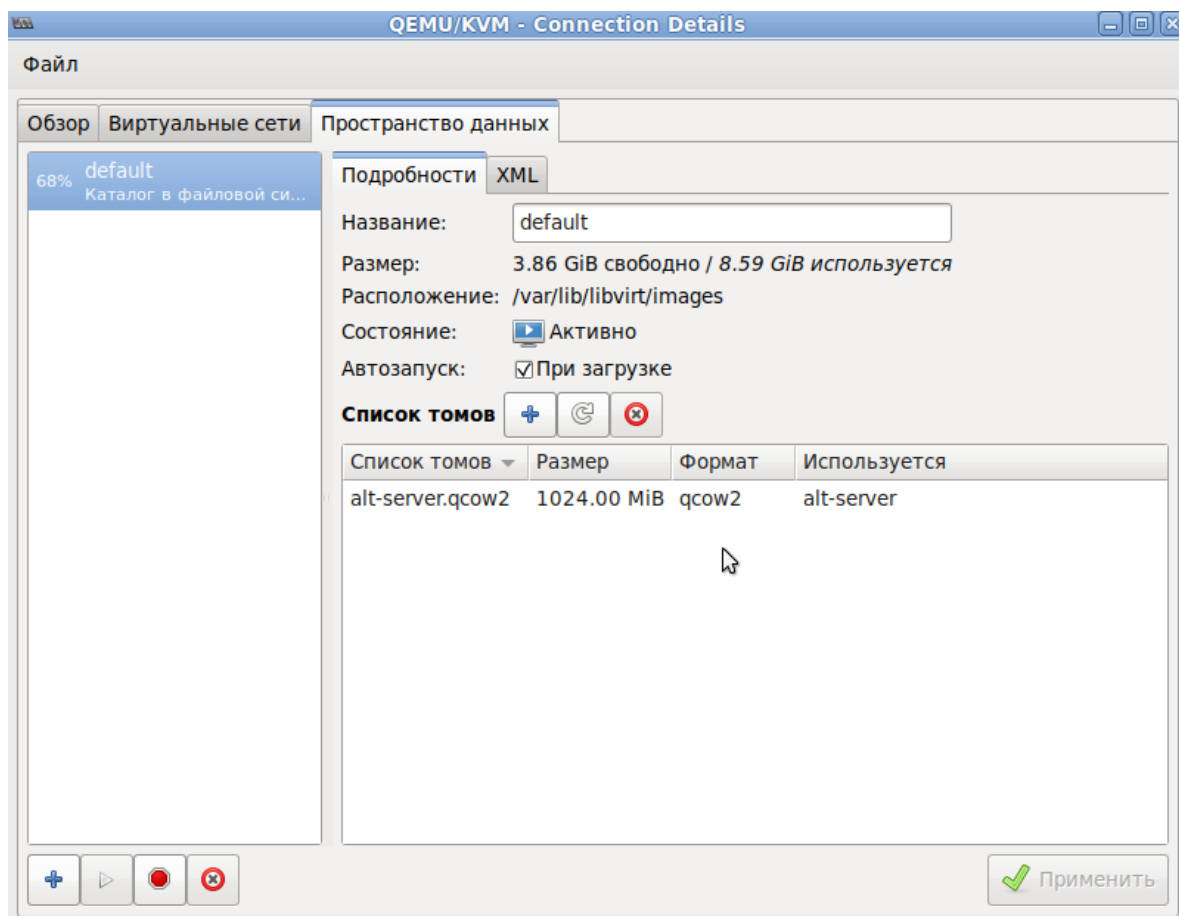 QEMU/KVM - Connection Details
Файл
Обзор Виртуальные сети Пространство данных
68% default
Каталог в файловой си...
Подробности XML
Название: default
Размер: 3.86 GiB свободно / 8.59 GiB используется
Расположение: /var/lib/libvirt/images
Состояние: Активно
Автозапуск: При загрузке
Список томов
Список томов Размер Формат Используется
alt-server.qcow2 1024.00 MiB qcow2 alt-server
Применить